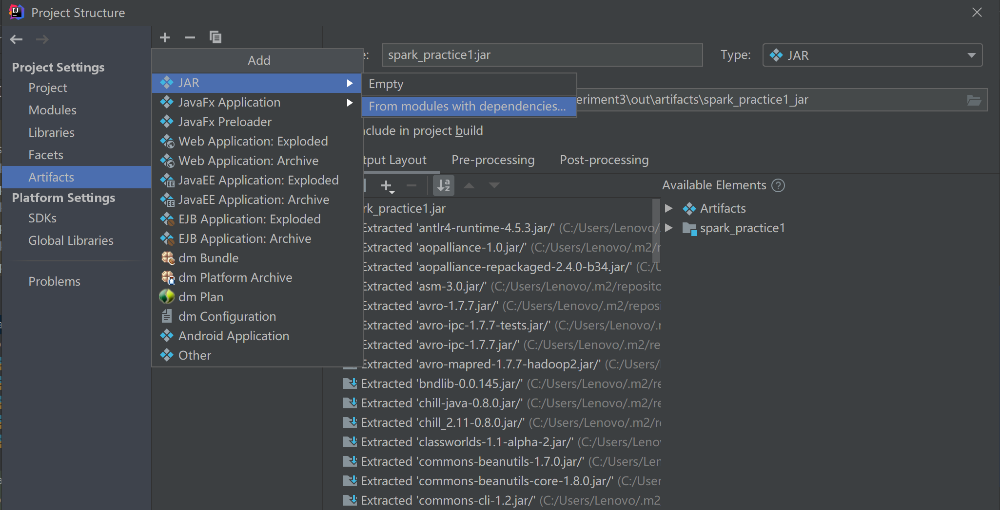 IJ
Project Structure
Project Settings
Project
Modules
Libraries
Facets
Artifacts
Platform Settings
SDKs
Global Libraries
Problems
Add
JAR
JavaFx Application
JavaFx Preloader
Web Application: Exploded
Web Application: Archive
JavaEE Application: Exploded
JavaEE Application: Archive
EJB Application: Exploded
EJB Application: Archive
dm Bundle
dm Platform Archive
dm Plan
dm Configuration
Android Application
Other
Empty
From modules with dependencies...
e: spark_practice1:jar
Type: JAR
eriment3\out\artifacts\spark_practice1_jar
nclude in project build
tput Layout Pre-processing Post-processing
Available Elements ?
Artifacts
spark_practice1
rk_practice1.jar
Extracted 'antlr4-runtime-4.5.3.jar/' (C:/Users/Lenovo/.
Extracted 'aopalliance-1.0.jar/' (C:/Users/Lenovo/.m2/r
Extracted 'aopalliance-repackaged-2.4.0-b34.jar/' (C:/U
Extracted 'asm-3.0.jar/' (C:/Users/Lenovo/.m2/reposito
Extracted 'avro-1.7.7.jar/' (C:/Users/Lenovo/.m2/reposi
Extracted 'avro-ipc-1.7.7-tests.jar/' (C:/Users/Lenovo/.r
Extracted 'avro-ipc-1.7.7.jar/' (C:/Users/Lenovo/.m2/re
Extracted 'avro-mapred-1.7.7-hadoop2.jar/' (C:/Users/
Extracted 'bndlib-0.0.145.jar/' (C:/Users/Lenovo/.m2/re
Extracted 'chill-java-0.8.0.jar/' (C:/Users/Lenovo/.m2/re
Extracted 'chill_2.11-0.8.0.jar/' (C:/Users/Lenovo/.m2/r
Extracted 'classworlds-1.1-alpha-2.jar/' (C:/Users/Leno
Extracted 'commons-beanutils-1.7.0.jar/' (C:/Users/Len
Extracted 'commons-beanutils-core-1.8.0.jar/' (C:/User
Extracted 'commons-cli-1.2.jar/' (C:/Users/Lenovo/.m2